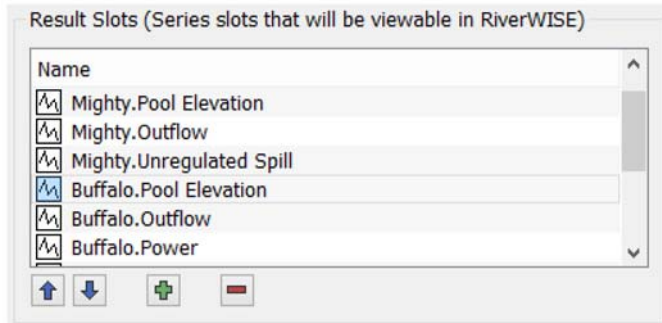 Result Slots (Series slots that will be viewable in RiverWISE)
Name
Mighty.Pool Elevation
Mighty.Outflow
Mighty.Unregulated Spill
Buffalo.Pool Elevation
Buffalo.Outflow
Buffalo.Power